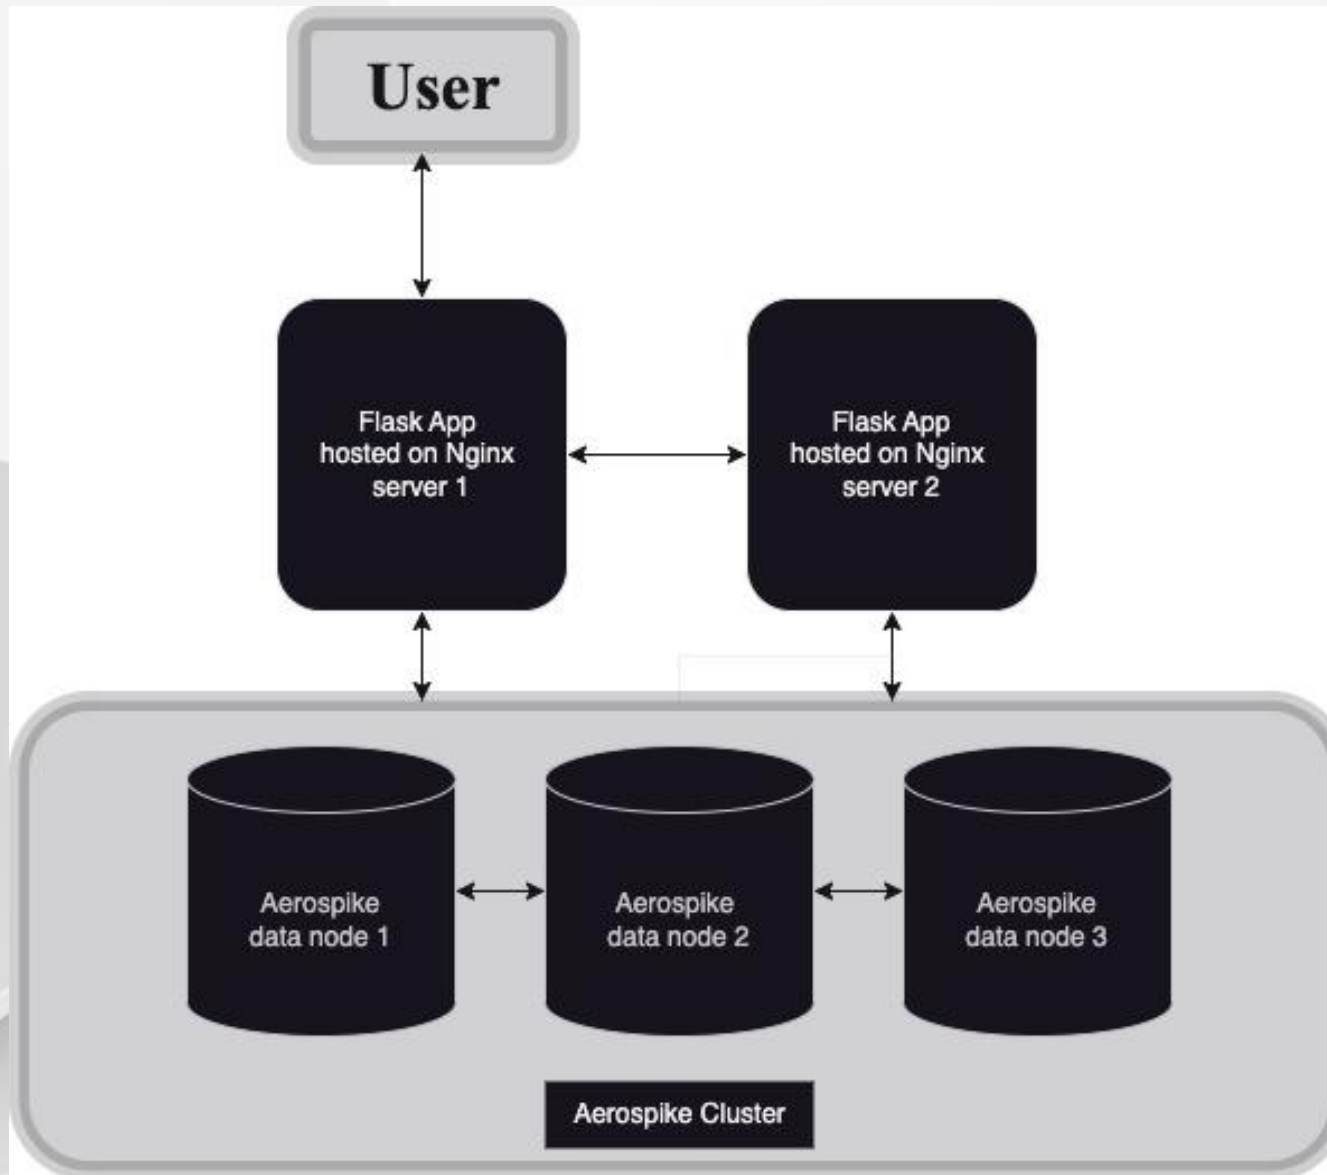 User
Flask App
hosted on Nginx
server 1
Flask App
hosted on Nginx
server 2
Aerospike
data node 1
Aerospike
data node 2
Aerospike
data node 3
Aerospike Cluster